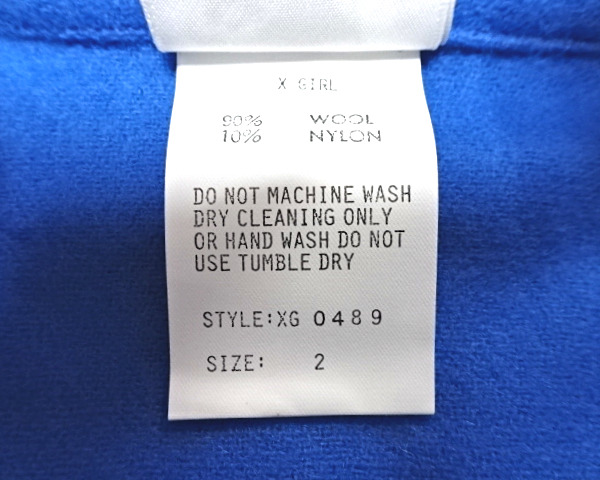 X GIRL
90% WOOL
10% NYLON
DO NOT MACHINE WASH
DRY CLEANING ONLY
OR HAND WASH DO NOT
USE TUMBLE DRY
STYLE:XG 0489
SIZE: 2